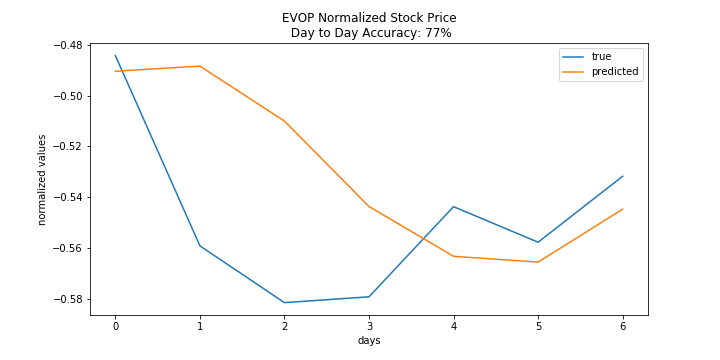 EVOP Normalized Stock Price
Day to Day Accuracy: 77%
−0.48
−0.50
−0.52
−0.54
−0.56
−0.58
normalized values
true
predicted
0 1 2 3 4 5 6
days